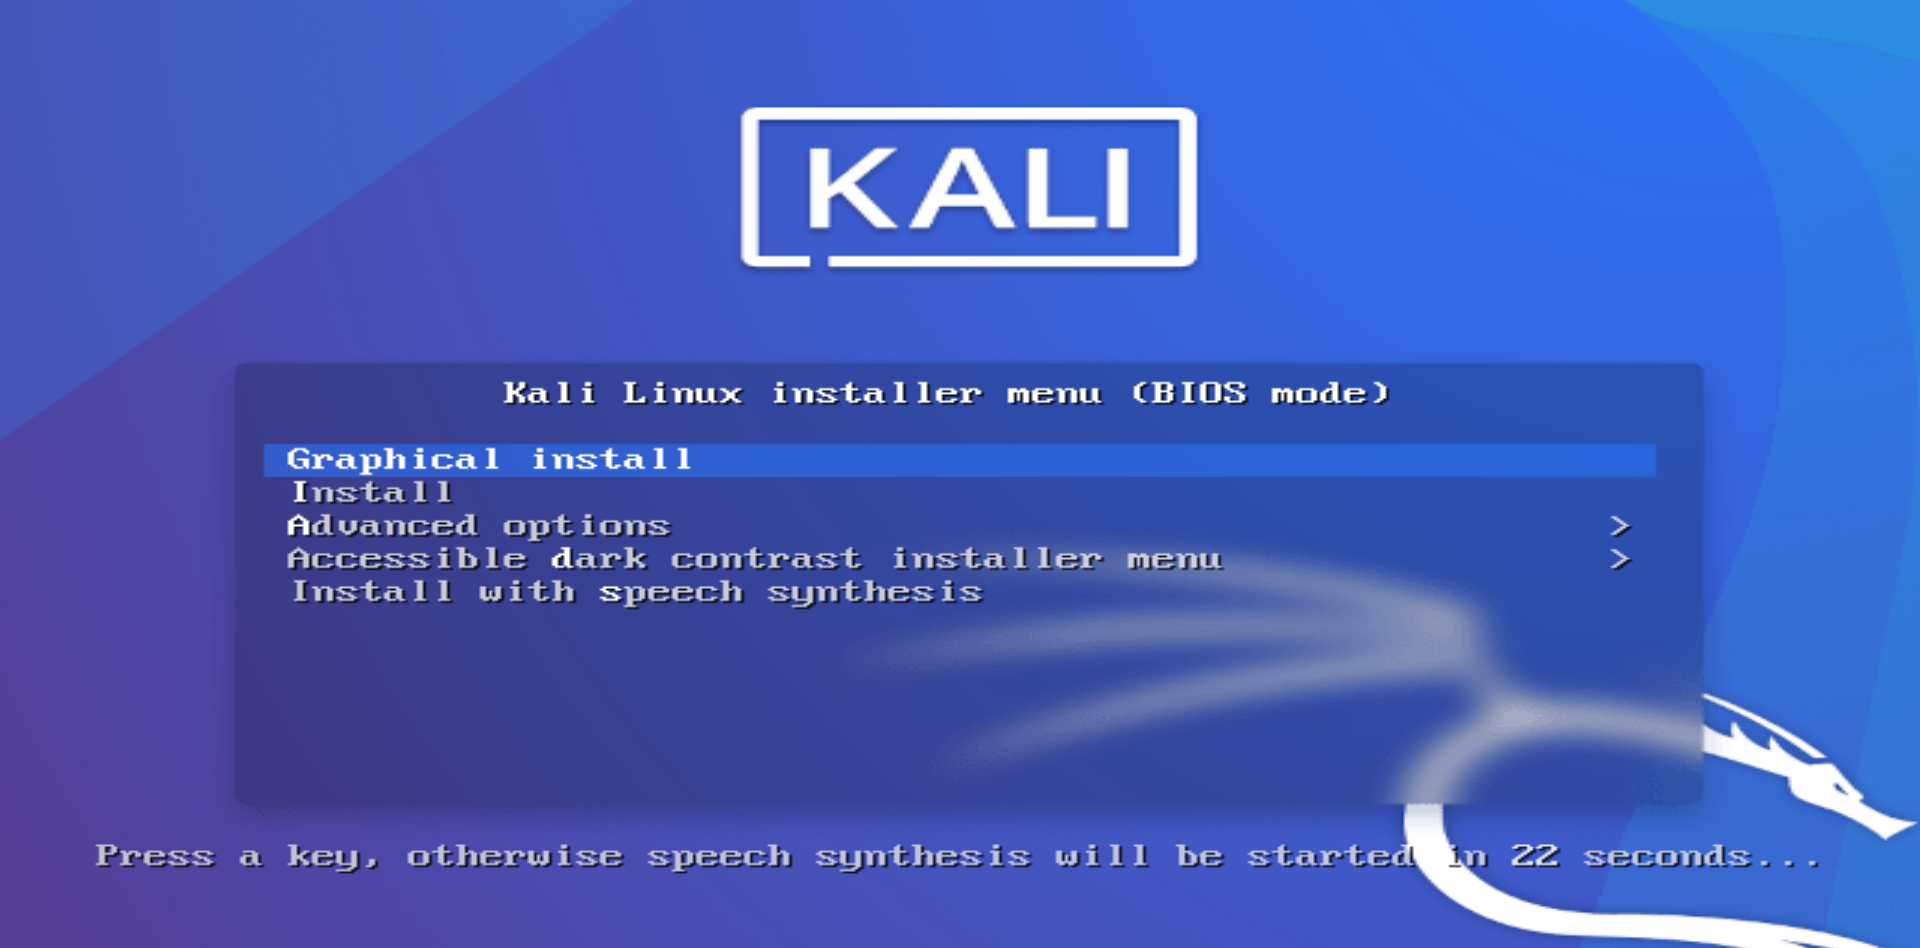 KALI
Kali Linux installer menu (BIOS mode)
Graphical install
Install
Advanced options >
Accessible dark contrast installer menu >
Install with speech synthesis
Press a key, otherwise speech synthesis will be started in 22 seconds...